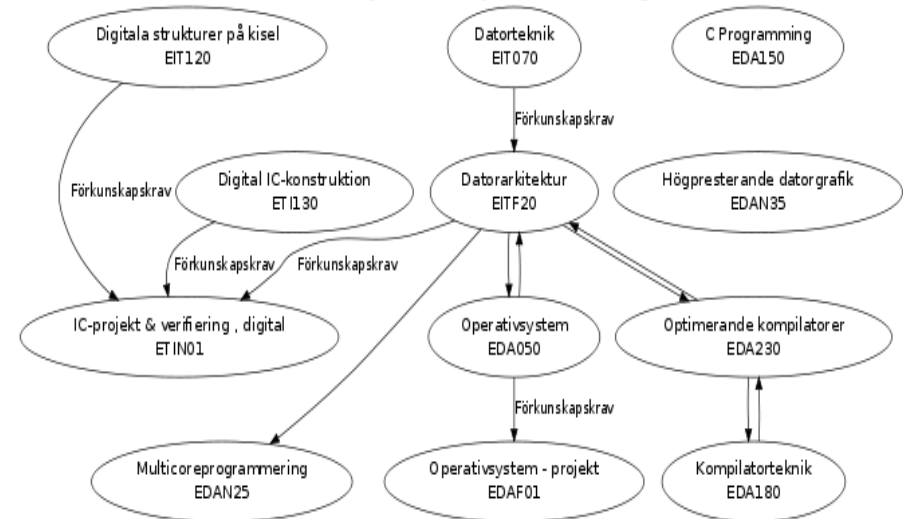 Digitala strukturer på kisel
EIT120
Datorteknik
EIT070
C Programming
EDA150
Förkunskapskrav
Digital IC-konstruktion
ETI130
Datorarkitektur
EITF20
Högpresterande datorgrafik
EDAN35
Förkunskapskrav
Förkunskapskrav
Förkunskapskrav
IC-projekt & verifiering , digital
ETIN01
Operativsystem
EDA050
Optimerande kompilatorer
EDA230
Förkunskapskrav
Multicoreprogrammering
EDAN25
Operativsystem - projekt
EDAF01
Kompilatorteknik
EDA180